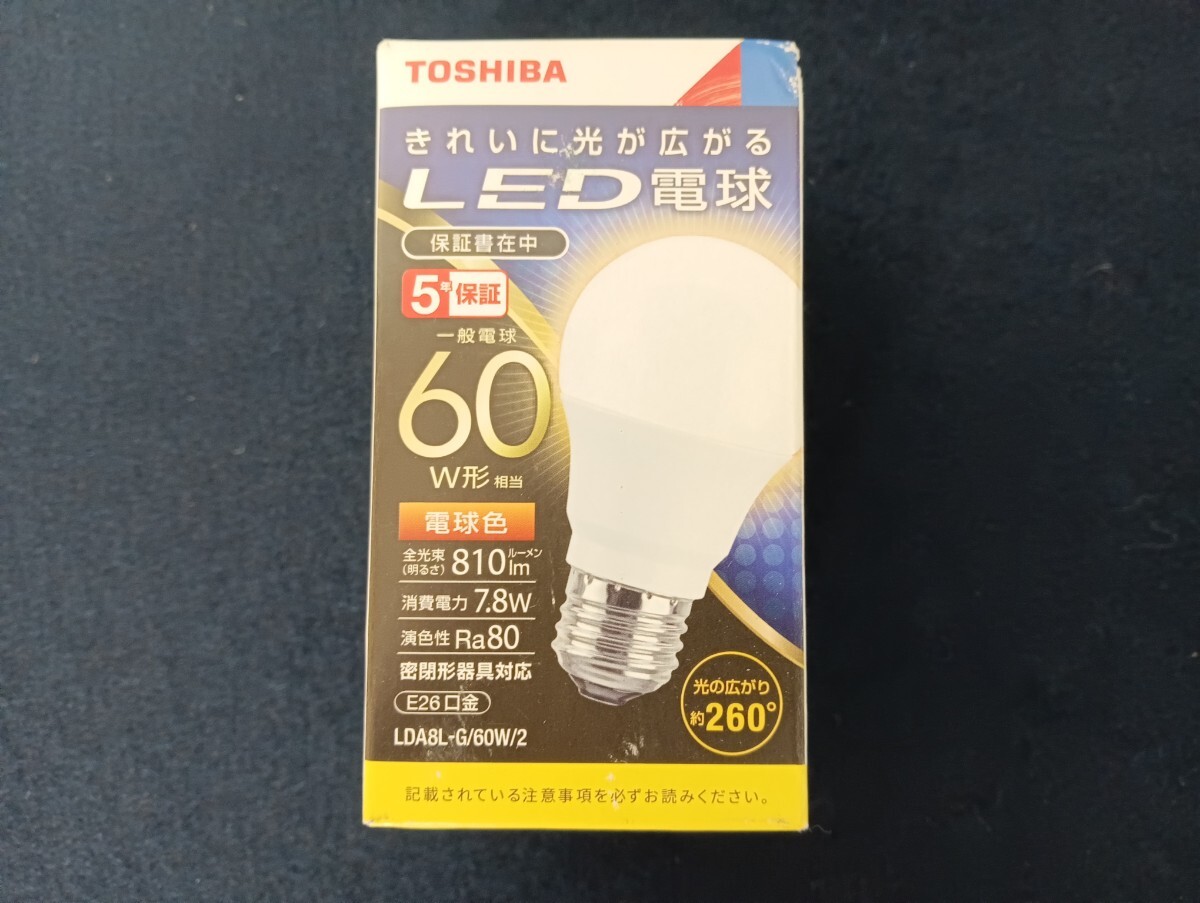 TOSHIBA
きれいに光が広がる
LED電球
保証書在中
5年保証
一般電球
60
W形相当
電球色
全光束(明るさ) 810ルーメンlm
消費電力 7.8W
演色性 Ra80
密閉形器具対応
E26口金
LDA8L-G/60W/2
光の広がり
約260°
記載されている注意事項を必ずお読みください。